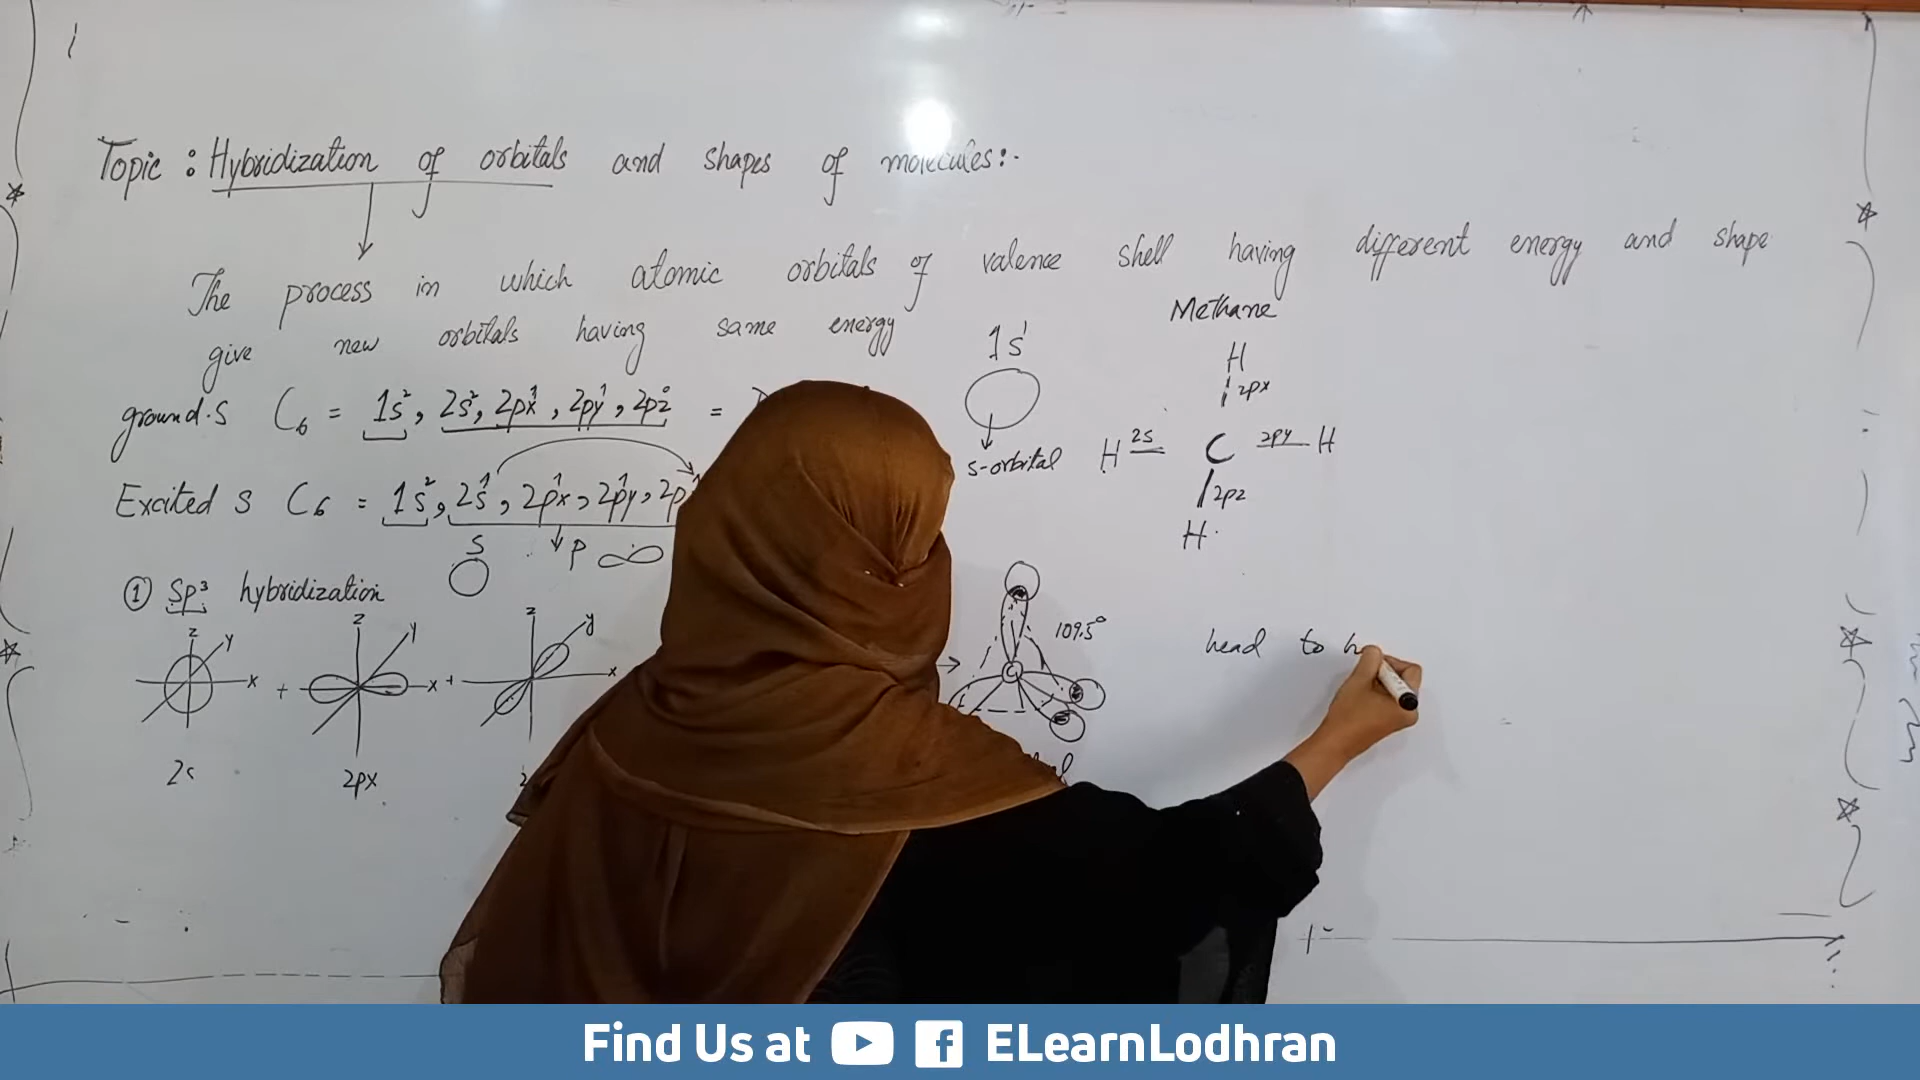 Topic : Hybridization of orbitals and shapes of molecules:-
The process in which atomic orbitals of valence shell having different energy and shape
give new orbitals having same energy
ground.S C₆ = 1s², 2s², 2px¹, 2py¹, 2pz⁰ =
Excited S C₆ = 1s², 2s¹, 2px¹, 2py¹, 2p
S
P
① Sp³ hybridization
z y x + z y x + z y x
2s 2px
1s¹
s-orbital
Methane
H
2px
H 2s C 2py H
2pz
H
C 109.5°
head to h
Find Us at ELearnLodhran